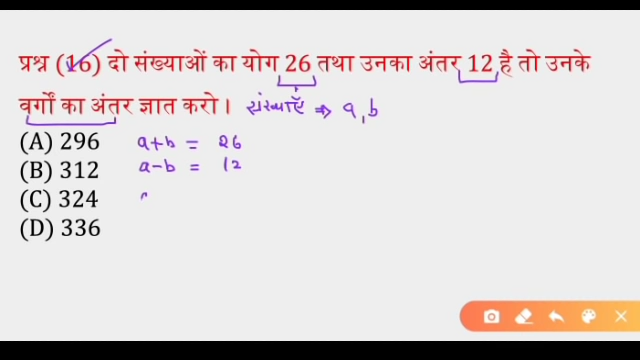 प्रश्न (16) दो संख्याओं का योग 26 तथा उनका अंतर 12 है तो उनके
वर्गों का अंतर ज्ञात करो। संख्याएँ ⇒ a, b
(A) 296 a+b = 26
(B) 312 a-b = 12
(C) 324
(D) 336